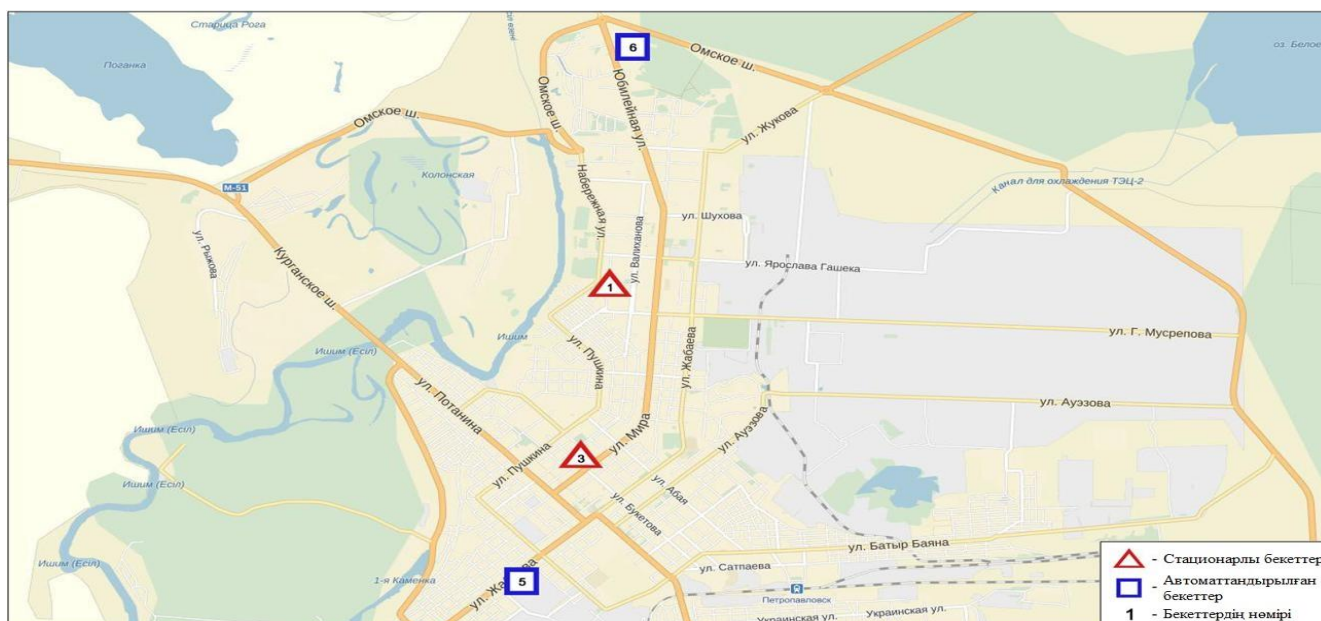 Старица Рога
Поганка
6
Омское ш.
оз. Белое
Юбилейная ул.
Омское ш.
Омское ш.
ул. Жукова
Колонская
М-51
Канал для охлаждения ТЭЦ-2
Набережная ул.
ул. Валиханова
ул. Шухова
ул. Рыжкова
Курганское ш.
ул. Ярослава Гашека
1
ул. Г. Мусрепова
Ишим (Есіл)
Ишим
ул. Пушкина
ул. Жабаева
ул. Потанина
ул. Ауэзова
ул. Ауэзова
Ишим (Есіл)
ул. Мира
3
ул. Пушкина
ул. Абая
Ишим (Есіл)
ул. Букетова
ул. Батыр Баяна
Ишим (Есіл)
1-я Каменка
ул. Сатпаева
5
Петропавловск
Украинская ул.
Украинская ул.
- Стационарлы бекеттер
- Автоматтандырылған
бекеттер
1 - Бекеттердің нөмірі